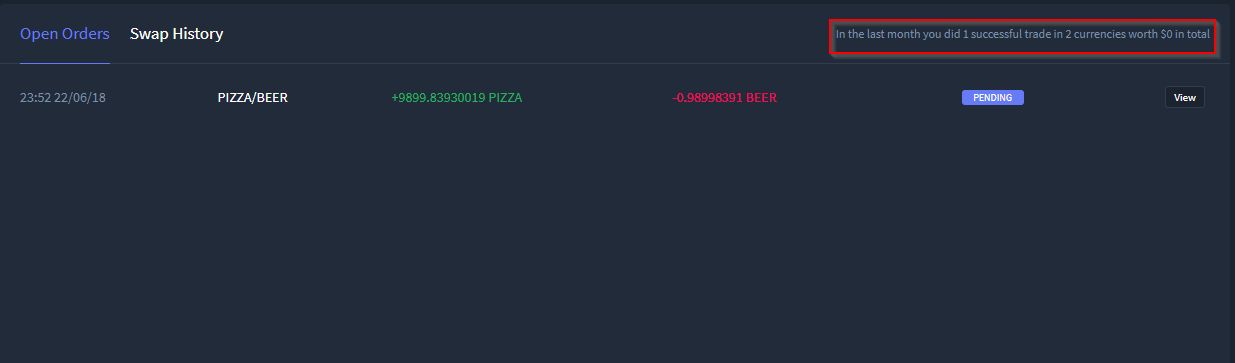 Open Orders Swap History In the last month you did 1 successful trade in 2 currencies worth $0 in total
23:52 22/06/18 PIZZA/BEER +9899.83930019 PIZZA -0.98998391 BEER PENDING View